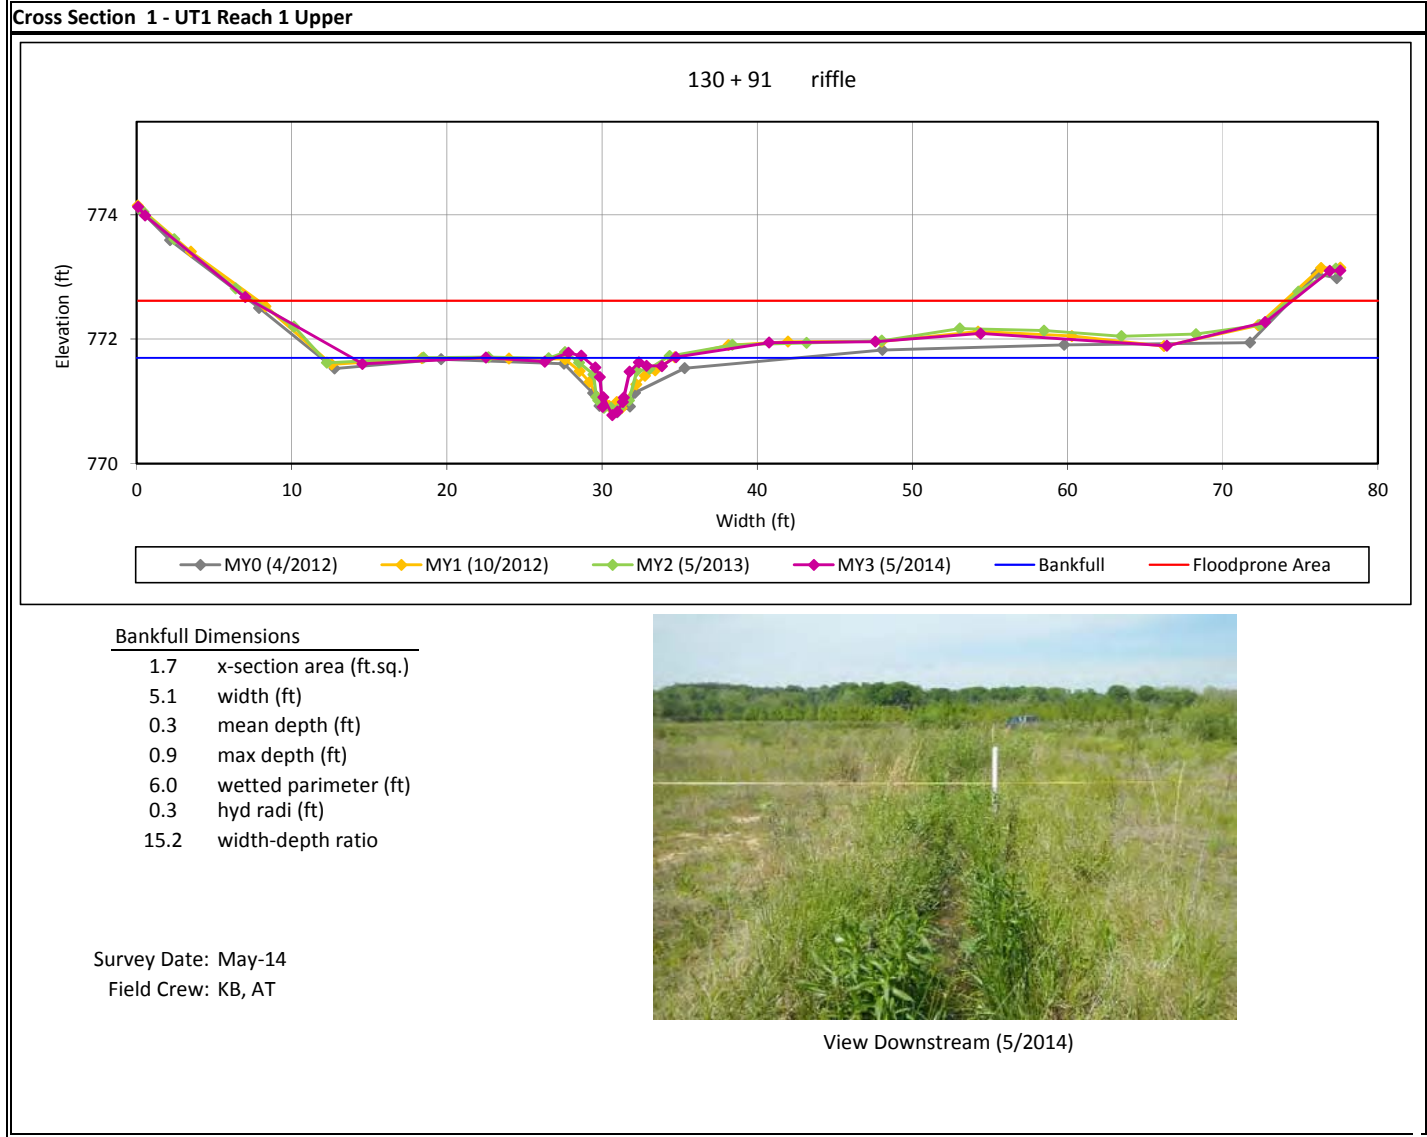 Cross Section 1 - UT1 Reach 1 Upper
130 + 91 riffle
774
772
770
Elevation (ft)
0 10 20 30 40 50 60 70 80
Width (ft)
MY0 (4/2012) MY1 (10/2012) MY2 (5/2013) MY3 (5/2014) Bankfull Floodprone Area
Bankfull Dimensions
1.7 x-section area (ft.sq.)
5.1 width (ft)
0.3 mean depth (ft)
0.9 max depth (ft)
6.0 wetted parimeter (ft)
0.3 hyd radi (ft)
15.2 width-depth ratio
Survey Date: May-14
Field Crew: KB, AT
View Downstream (5/2014)